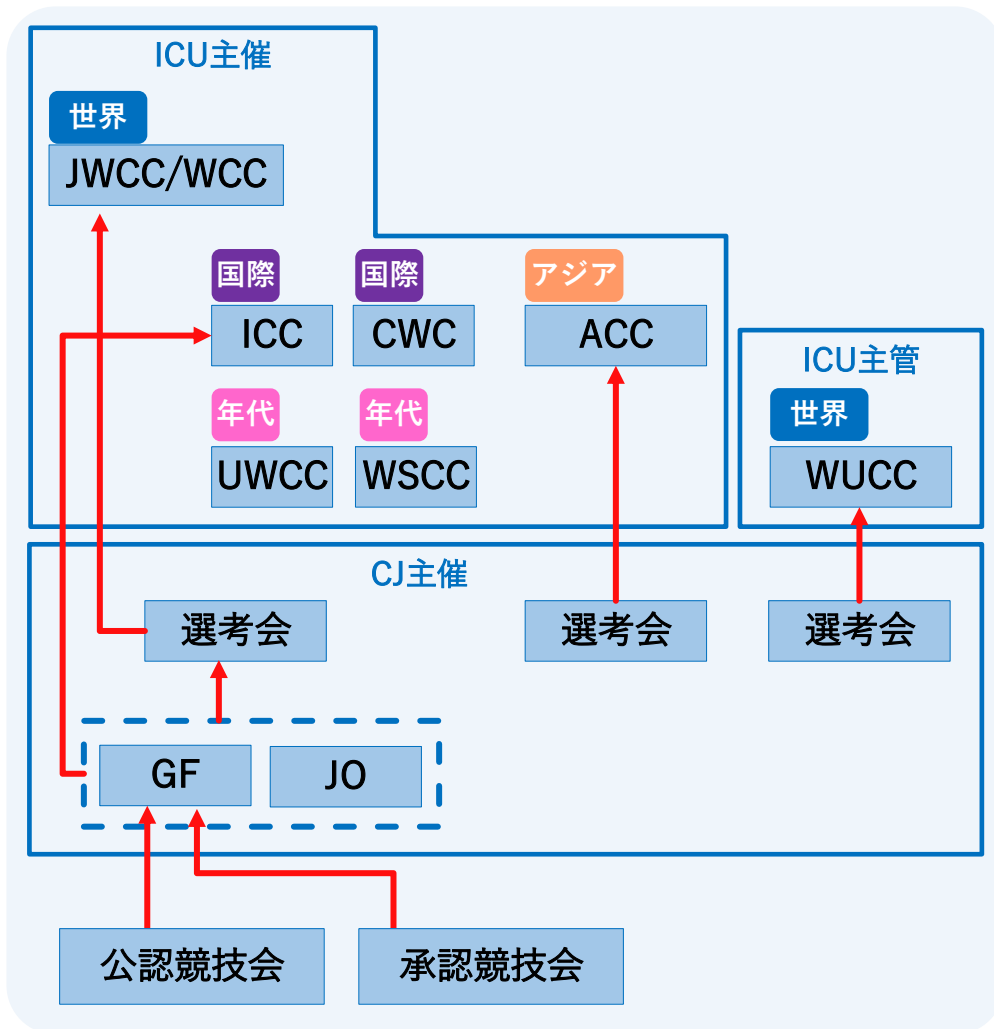 ICU主催
世界
JWCC/WCC
国際
国際
アジア
ICC
CWC
ACC
ICU主管
年代
年代
世界
UWCC
WSCC
WUCC
CJ主催
選考会
選考会
選考会
GF
JO
公認競技会
承認競技会